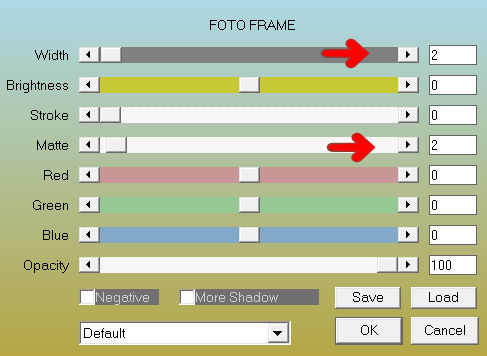 FOTO FRAME
Width 2
Brightness 0
Stroke 0
Matte 2
Red 0
Green 0
Blue 0
Opacity 100
Negative More Shadow Save Load
Default OK Cancel